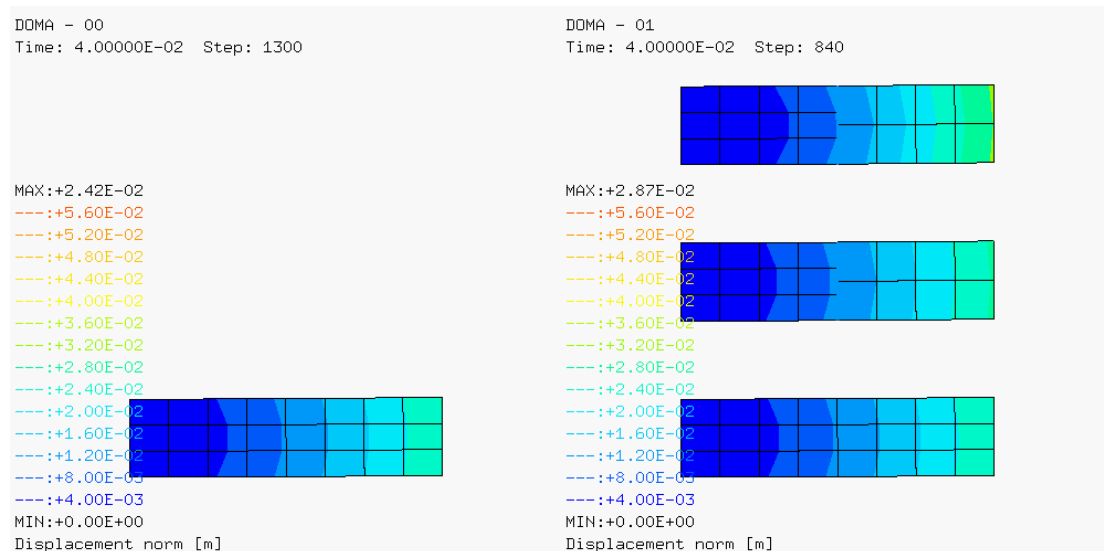 DOMA - 00
Time: 4.00000E-02  Step: 1300
MAX:+2.42E-02
---:+5.60E-02
---:+5.20E-02
---:+4.80E-02
---:+4.40E-02
---:+4.00E-02
---:+3.60E-02
---:+3.20E-02
---:+2.80E-02
---:+2.40E-02
---:+2.00E-02
---:+1.60E-02
---:+1.20E-02
---:+8.00E-03
---:+4.00E-03
MIN:+0.00E+00
Displacement norm [m]
DOMA - 01
Time: 4.00000E-02  Step: 840
MAX:+2.87E-02
---:+5.60E-02
---:+5.20E-02
---:+4.80E-02
---:+4.40E-02
---:+4.00E-02
---:+3.60E-02
---:+3.20E-02
---:+2.80E-02
---:+2.40E-02
---:+2.00E-02
---:+1.60E-02
---:+1.20E-02
---:+8.00E-03
---:+4.00E-03
MIN:+0.00E+00
Displacement norm [m]